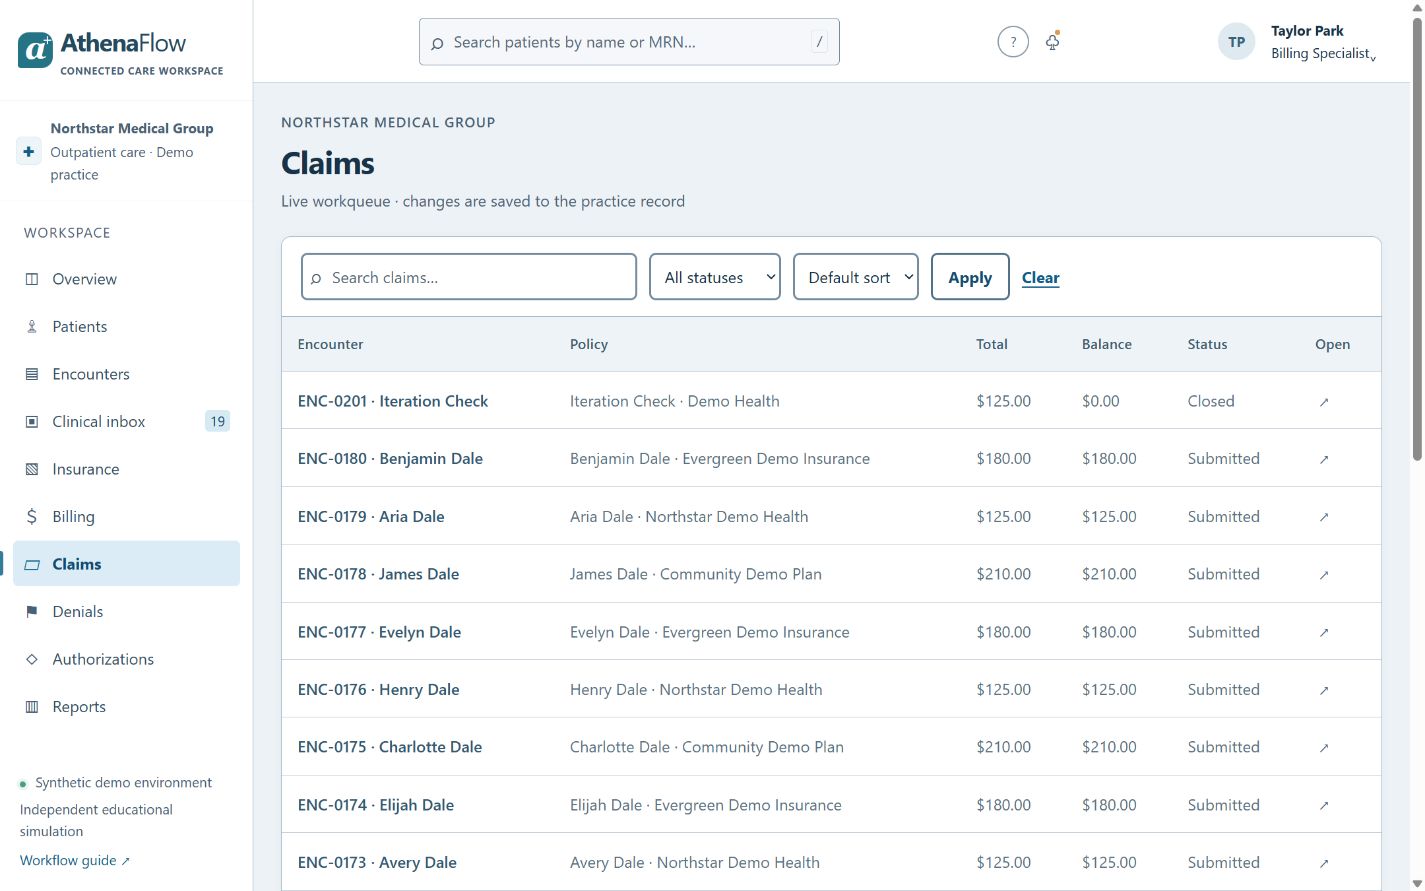 AthenaFlow
CONNECTED CARE WORKSPACE
Search patients by name or MRN...
/
?
TP
Taylor Park
Billing Specialist
Northstar Medical Group
Outpatient care · Demo
practice
WORKSPACE
Overview
Patients
Encounters
Clinical inbox 19
Insurance
Billing
Claims
Denials
Authorizations
Reports
Synthetic demo environment
Independent educational
simulation
Workflow guide ↗
NORTHSTAR MEDICAL GROUP
Claims
Live workqueue · changes are saved to the practice record
Search claims... All statuses Default sort Apply Clear
Encounter Policy Total Balance Status Open
ENC-0201 · Iteration Check Iteration Check · Demo Health $125.00 $0.00 Closed ↗
ENC-0180 · Benjamin Dale Benjamin Dale · Evergreen Demo Insurance $180.00 $180.00 Submitted ↗
ENC-0179 · Aria Dale Aria Dale · Northstar Demo Health $125.00 $125.00 Submitted ↗
ENC-0178 · James Dale James Dale · Community Demo Plan $210.00 $210.00 Submitted ↗
ENC-0177 · Evelyn Dale Evelyn Dale · Evergreen Demo Insurance $180.00 $180.00 Submitted ↗
ENC-0176 · Henry Dale Henry Dale · Northstar Demo Health $125.00 $125.00 Submitted ↗
ENC-0175 · Charlotte Dale Charlotte Dale · Community Demo Plan $210.00 $210.00 Submitted ↗
ENC-0174 · Elijah Dale Elijah Dale · Evergreen Demo Insurance $180.00 $180.00 Submitted ↗
ENC-0173 · Avery Dale Avery Dale · Northstar Demo Health $125.00 $125.00 Submitted ↗